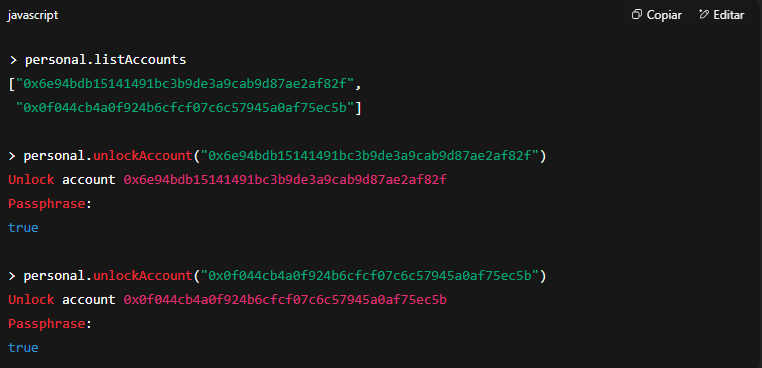 javascript
Copiar
Editar
> personal.listAccounts
["0x6e94bdb15141491bc3b9de3a9cab9d87ae2af82f",
"0x0f044cb4a0f924b6cfcf07c6c57945a0af75ec5b"]
> personal.unlockAccount("0x6e94bdb15141491bc3b9de3a9cab9d87ae2af82f")
Unlock account 0x6e94bdb15141491bc3b9de3a9cab9d87ae2af82f
Passphrase:
true
> personal.unlockAccount("0x0f044cb4a0f924b6cfcf07c6c57945a0af75ec5b")
Unlock account 0x0f044cb4a0f924b6cfcf07c6c57945a0af75ec5b
Passphrase:
true